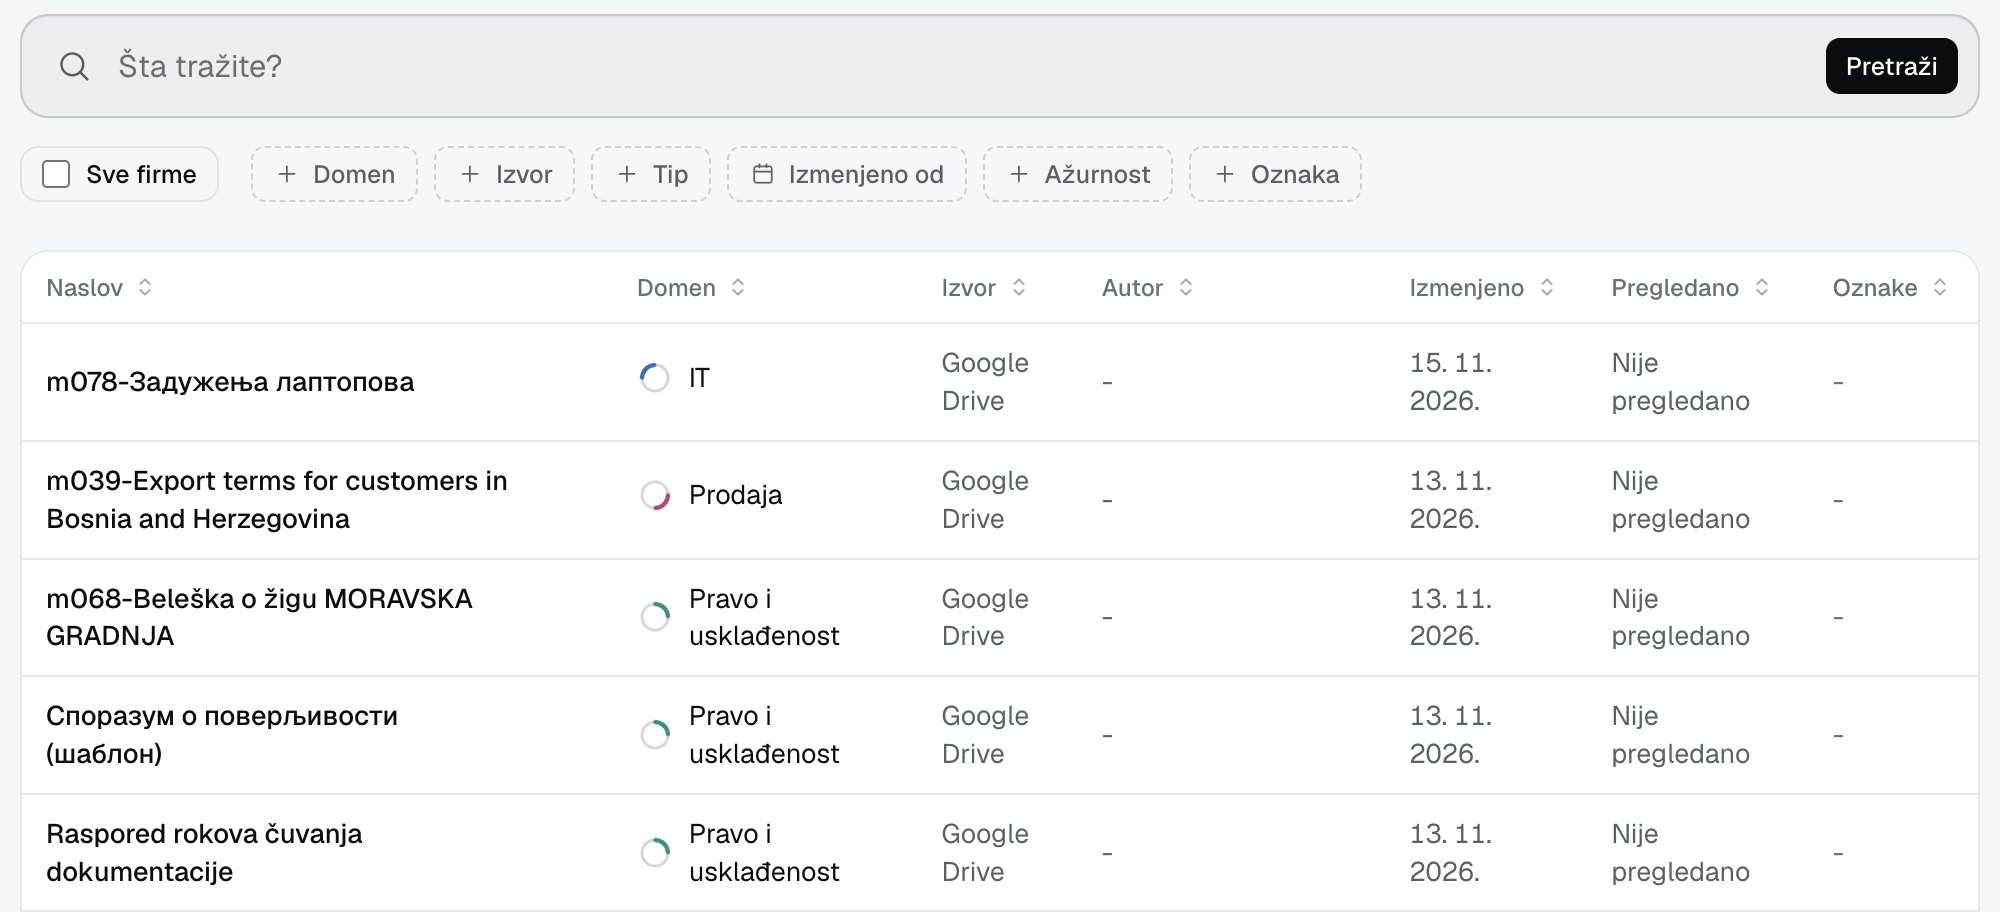 Šta tražite?
Pretraži
Sve firme
Domen
Izvor
Tip
Izmenjeno od
Ažurnost
Oznaka
Naslov Domen Izvor Autor Izmenjeno Pregledano Oznake
m078-Задужења лаптопова
IT
Google
Drive
-
15. 11.
2026.
Nije
pregledano
-
m039-Export terms for customers in
Bosnia and Herzegovina
Prodaja
Google
Drive
-
13. 11.
2026.
Nije
pregledano
-
m068-Beleška o žigu MORAVSKA
GRADNJA
Pravo i
usklađenost
Google
Drive
-
13. 11.
2026.
Nije
pregledano
-
Споразум о поверљивости
(шаблон)
Pravo i
usklađenost
Google
Drive
-
13. 11.
2026.
Nije
pregledano
-
Raspored rokova čuvanja
dokumentacije
Pravo i
usklađenost
Google
Drive
-
13. 11.
2026.
Nije
pregledano
-